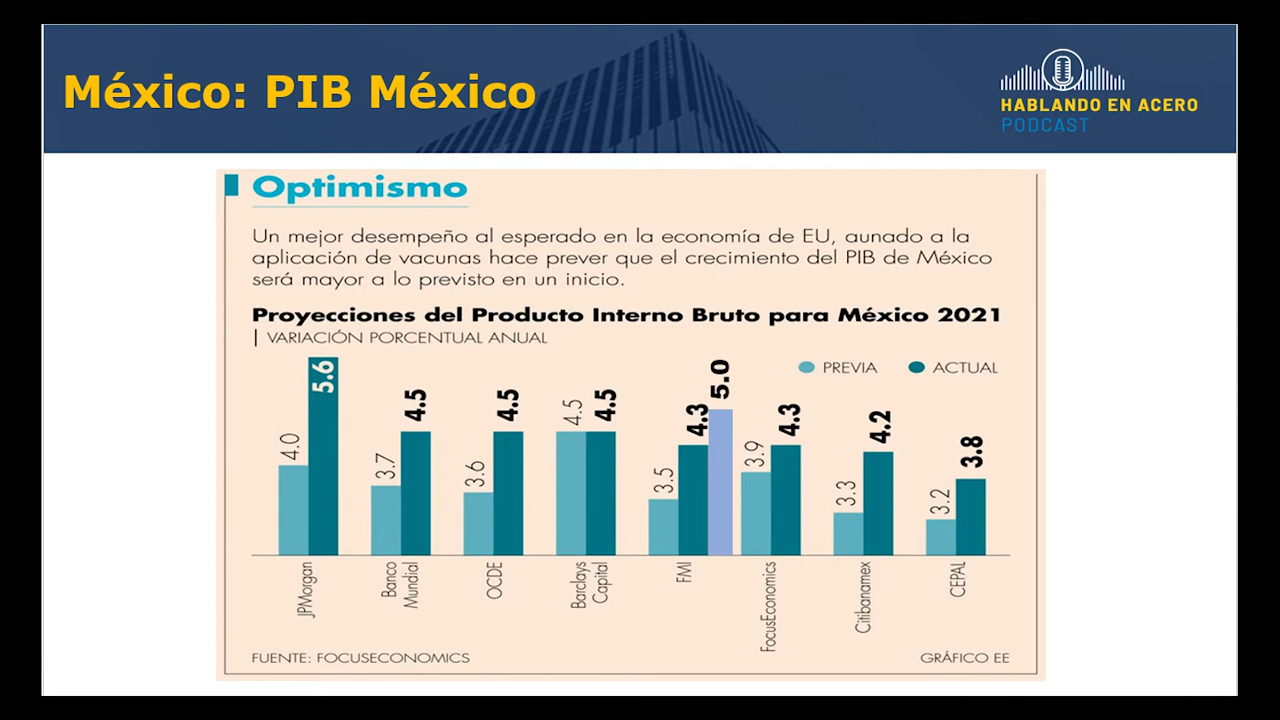 México: PIB México
HABLANDO EN ACERO
PODCAST
Optimismo
Un mejor desempeño al esperado en la economía de EU, aunado a la
aplicación de vacunas hace prever que el crecimiento del PIB de México
será mayor a lo previsto en un inicio.
Proyecciones del Producto Interno Bruto para México 2021
VARIACIÓN PORCENTUAL ANUAL
PREVIA
ACTUAL
4.0
5.6
3.7
4.5
3.6
4.5
4.5
4.5
3.5
4.3
5.0
3.9
4.3
3.3
4.2
3.2
3.8
JPMorgan
Banco
Mundial
OCDE
Barclays
Capital
FMI
FocusEconomics
Citibanamex
CEPAL
FUENTE: FOCUSECONOMICS
GRÁFICO EE